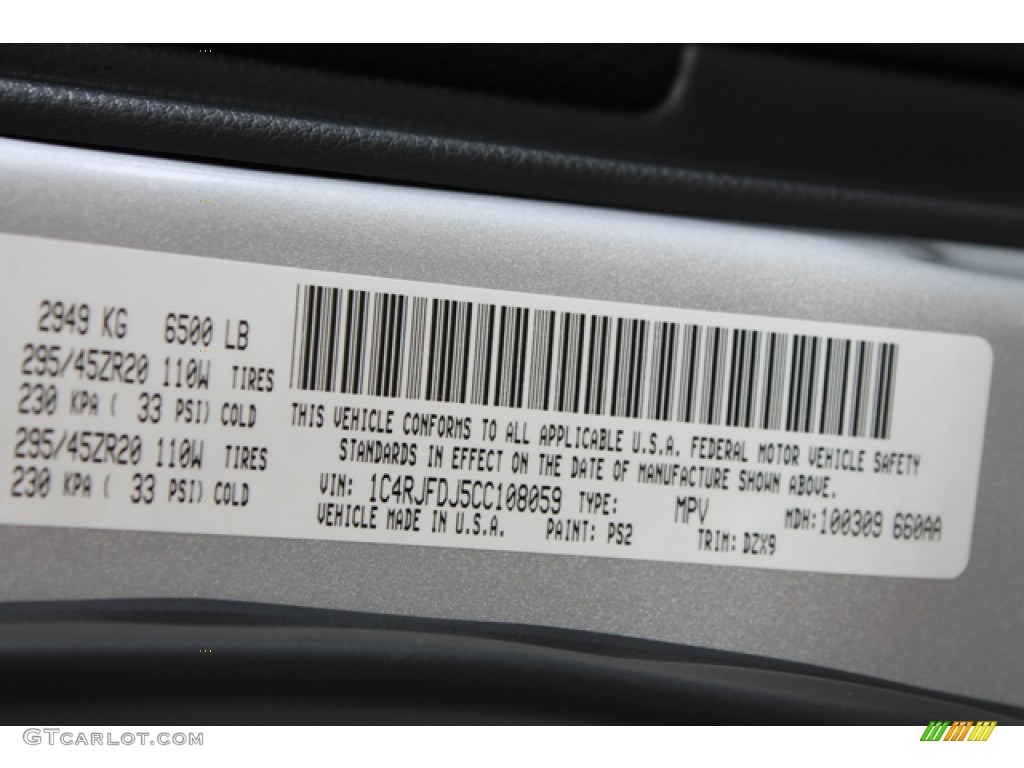 2949 KG 6500 LB
295/45ZR20 110W TIRES
230 KPA ( 33 PSI) COLD
295/45ZR20 110W TIRES
230 KPA ( 33 PSI) COLD
THIS VEHICLE CONFORMS TO ALL APPLICABLE U.S.A. FEDERAL MOTOR VEHICLE SAFETY
STANDARDS IN EFFECT ON THE DATE OF MANUFACTURE SHOWN ABOVE.
VIN: 1C4RJFDJ5CC108059 TYPE: MPV MDH:100309 660AA
VEHICLE MADE IN U.S.A. PAINT: PS2 TRIM: DZX9
GTCARLOT.COM